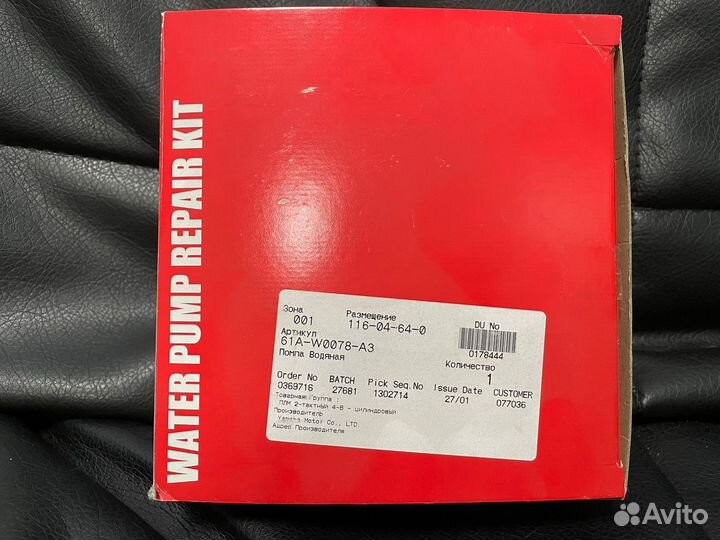 WATER PUMP REPAIR KIT
Зона
001
Размещение
116-04-64-0
DU No
0178444
Артикул
61A-W0078-A3
Помпа Водяная
Количество
1
Order No BATCH Pick Seq.No Issue Date CUSTOMER
0369716 27681 1302714 27/01 077036
Товарная Группа :
ПЛМ 2-тактный 4-6 - цилиндровый
Производитель
Yamaha Motor Co., LTD
Адрес Производителя
Avito